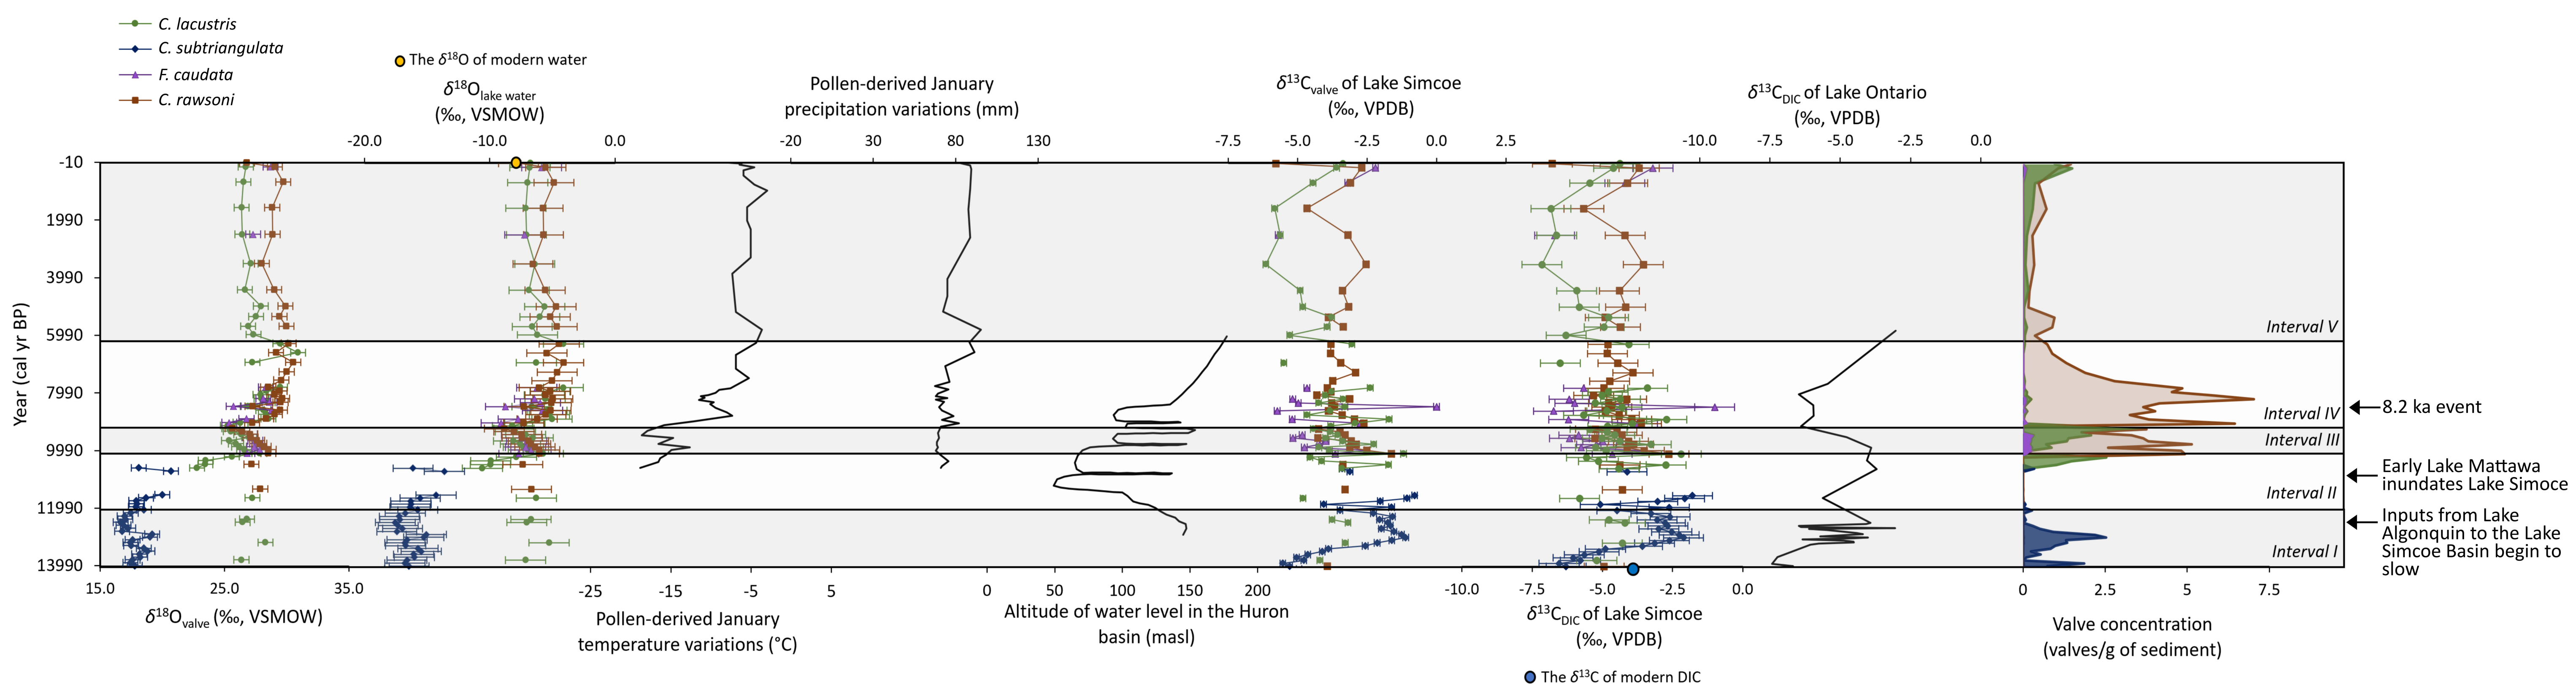 C. lacustris
C. subtriangulata
F. caudata
C. rawsoni
The δ18O of modern water
δ18Olake water
(‰, VSMOW)
Pollen-derived January
precipitation variations (mm)
δ13Cvalve of Lake Simcoe
(‰, VPDB)
δ13CDIC of Lake Ontario
(‰, VPDB)
-20.0 -10.0 0.0 -20 30 80 130 -7.5 -5.0 -2.5 0.0 2.5 -10.0 -7.5 -5.0 -2.5 0.0
Year (cal yr BP)
-10
1990
3990
5990
7990
9990
11990
13990
Interval V
Interval IV
Interval III
Interval II
Interval I
8.2 ka event
Early Lake Mattawa
inundates Lake Simoce
Inputs from Lake
Algonquin to the Lake
Simcoe Basin begin to
slow
15.0 25.0 35.0 -25 -15 -5 5 0 50 100 150 200 -10.0 -7.5 -5.0 -2.5 0.0 0 2.5 5 7.5
δ18Ovalve (‰, VSMOW)
Pollen-derived January
temperature variations (°C)
Altitude of water level in the Huron
basin (masl)
δ13CDIC of Lake Simcoe
(‰, VPDB)
Valve concentration
(valves/g of sediment)
The δ13C of modern DIC